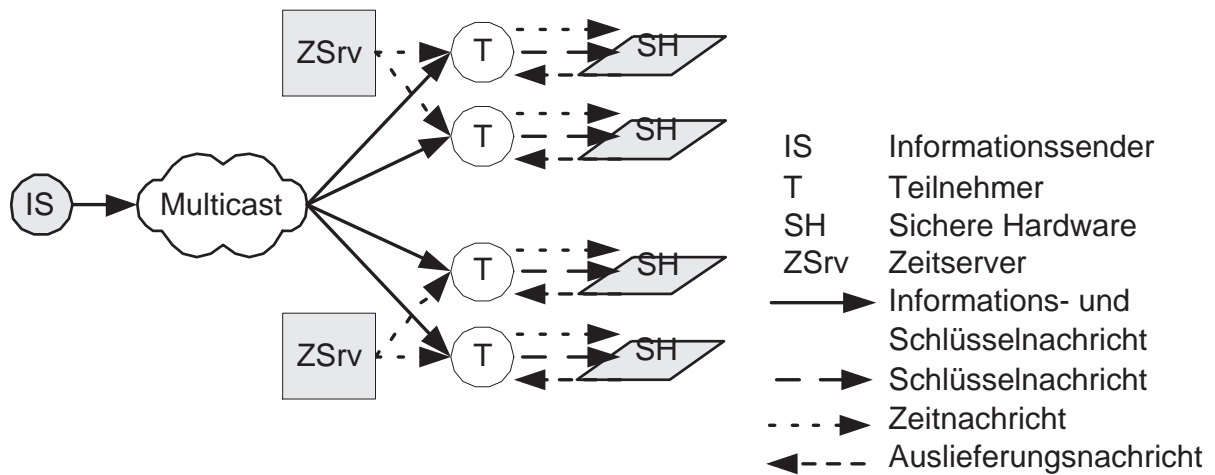 ZSrv
T
SH
T
SH
IS
Multicast
T
SH
ZSrv
T
SH
IS Informationssender
T Teilnehmer
SH Sichere Hardware
ZSrv Zeitserver
Informations- und
Schlüsselnachricht
Schlüsselnachricht
Zeitnachricht
Auslieferungsnachricht